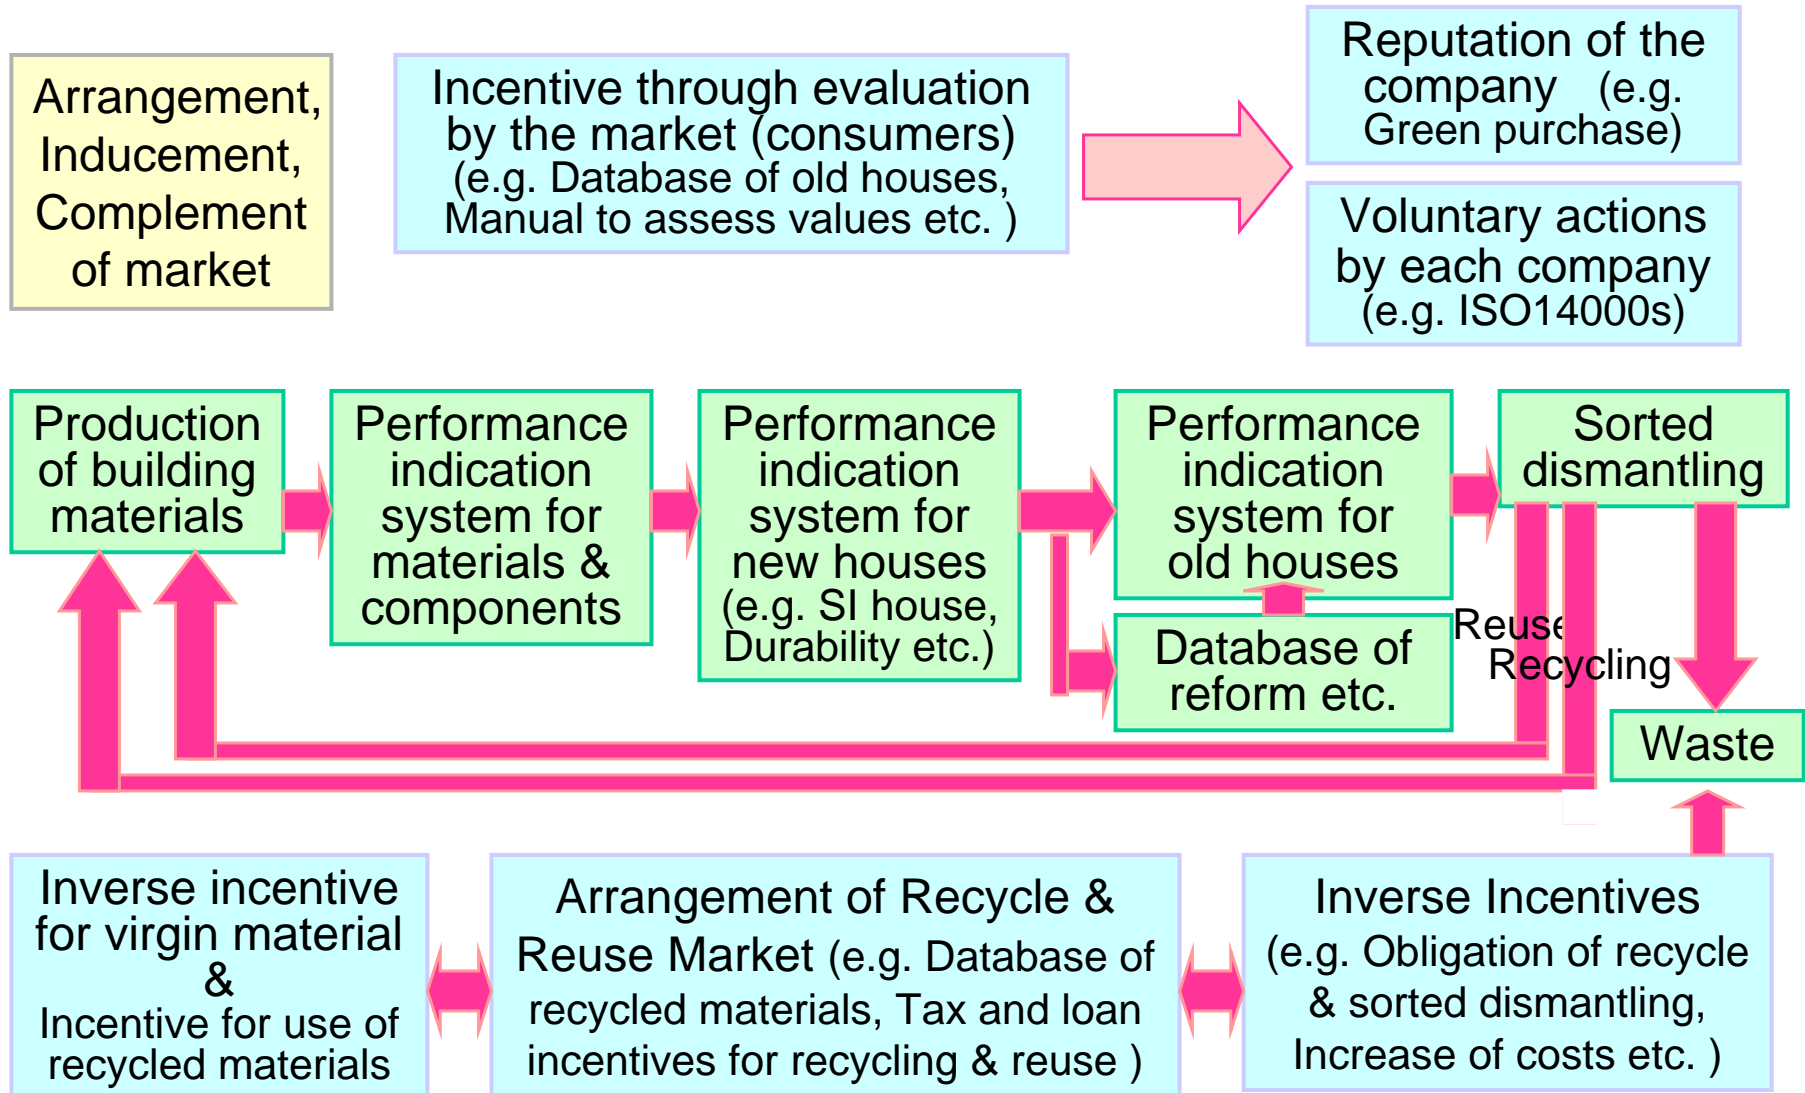 Arrangement,
Inducement,
Complement
of market
Incentive through evaluation
by the market (consumers)
(e.g. Database of old houses,
Manual to assess values etc. )
Reputation of the
company (e.g.
Green purchase)
Voluntary actions
by each company
(e.g. ISO14000s)
Production
of building
materials
Performance
indication
system for
materials &
components
Performance
indication
system for
new houses
(e.g. SI house,
Durability etc.)
Performance
indication
system for
old houses
Database of
reform etc.
Sorted
dismantling
Reuse
Recycling
Waste
Inverse incentive
for virgin material
&
Incentive for use of
recycled materials
Arrangement of Recycle &
Reuse Market (e.g. Database of
recycled materials, Tax and loan
incentives for recycling & reuse )
Inverse Incentives
(e.g. Obligation of recycle
& sorted dismantling,
Increase of costs etc. )